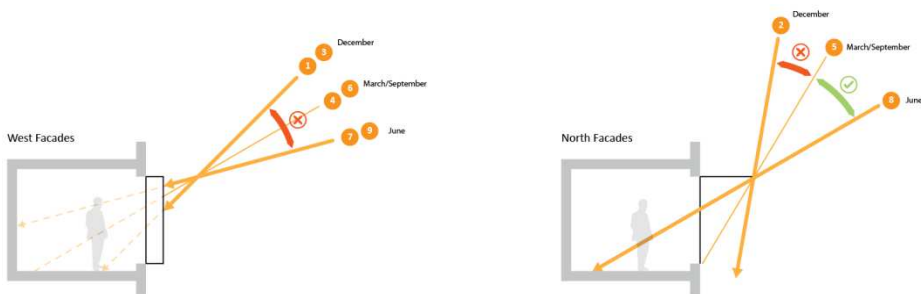 December
3
1
6
March/September
4
West Facades
7
9
June
2
December
5
March/September
8
June
North Facades